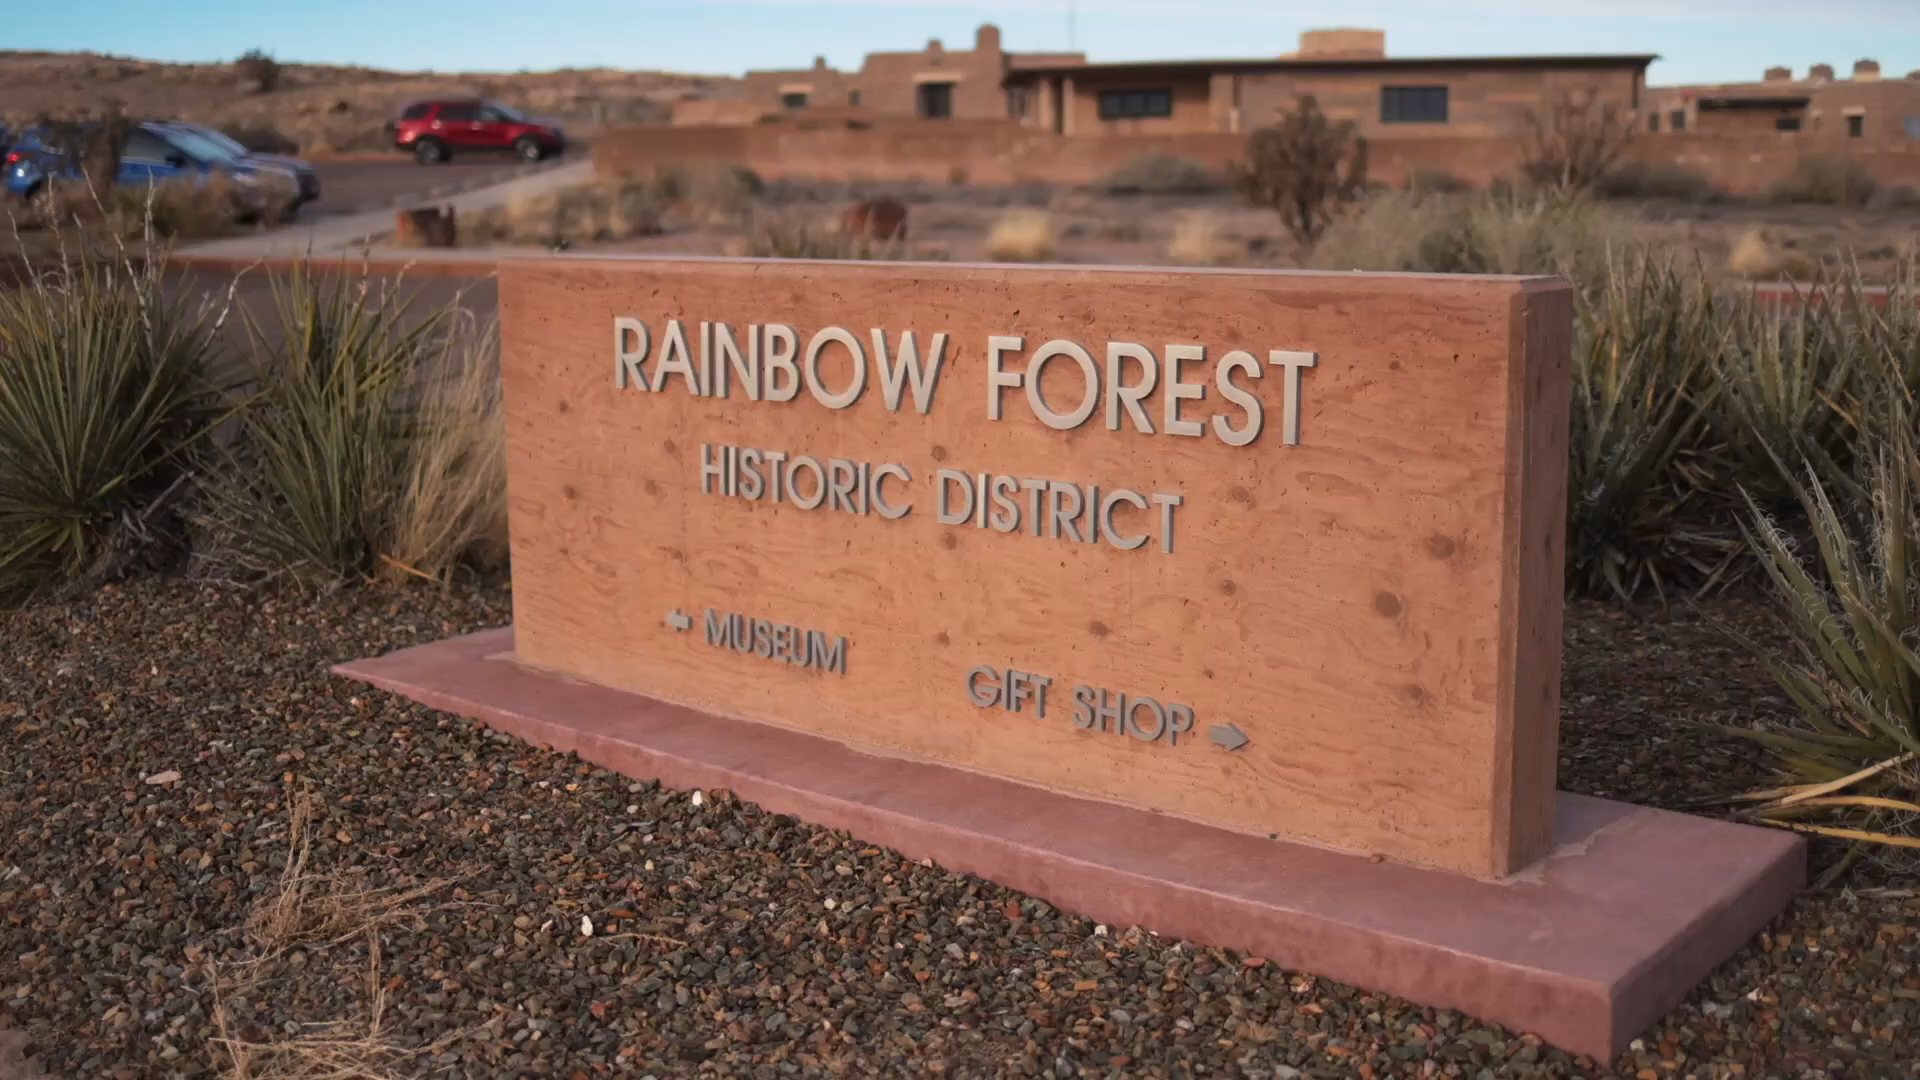 RAINBOW FOREST
HISTORIC DISTRICT
← MUSEUM
GIFT SHOP →